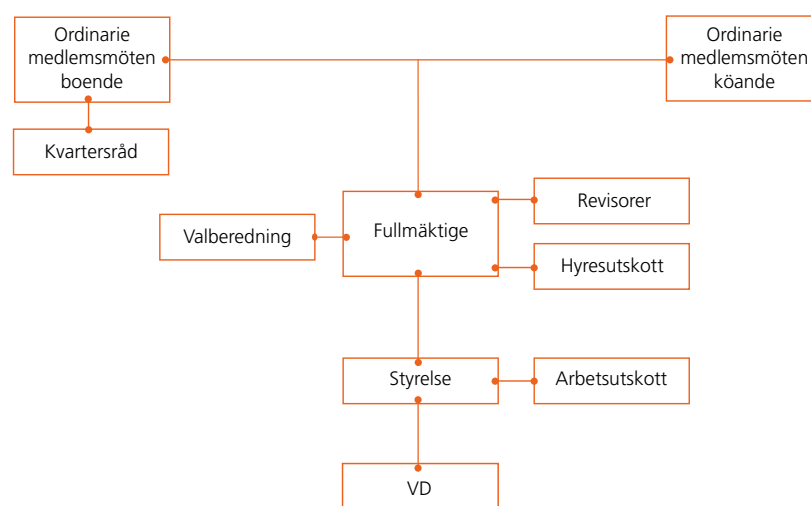 Ordinarie
medlemsmöten
boende
Ordinarie
medlemsmöten
köande
Kvartersråd
Revisorer
Valberedning
Fullmäktige
Hyresutskott
Styrelse
Arbetsutskott
VD